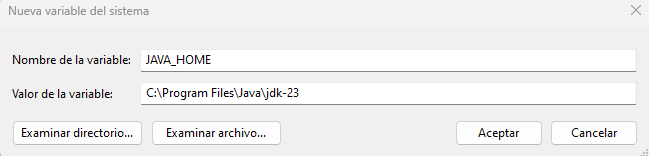 Nueva variable del sistema
Nombre de la variable: JAVA_HOME
Valor de la variable: C:\Program Files\Java\jdk-23
Examinar directorio... Examinar archivo... Aceptar Cancelar